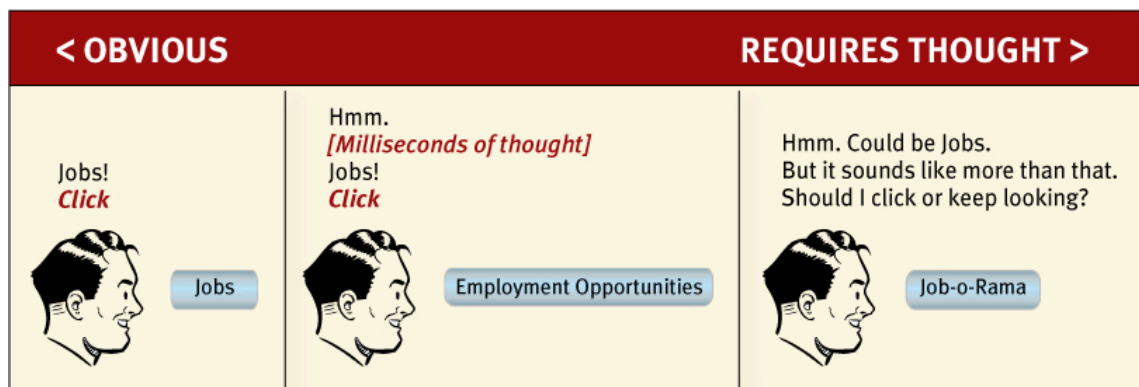 < OBVIOUS
REQUIRES THOUGHT >
Jobs!
Click
Jobs
Hmm.
[Milliseconds of thought]
Jobs!
Click
Employment Opportunities
Hmm. Could be Jobs.
But it sounds like more than that.
Should I click or keep looking?
Job-o-Rama